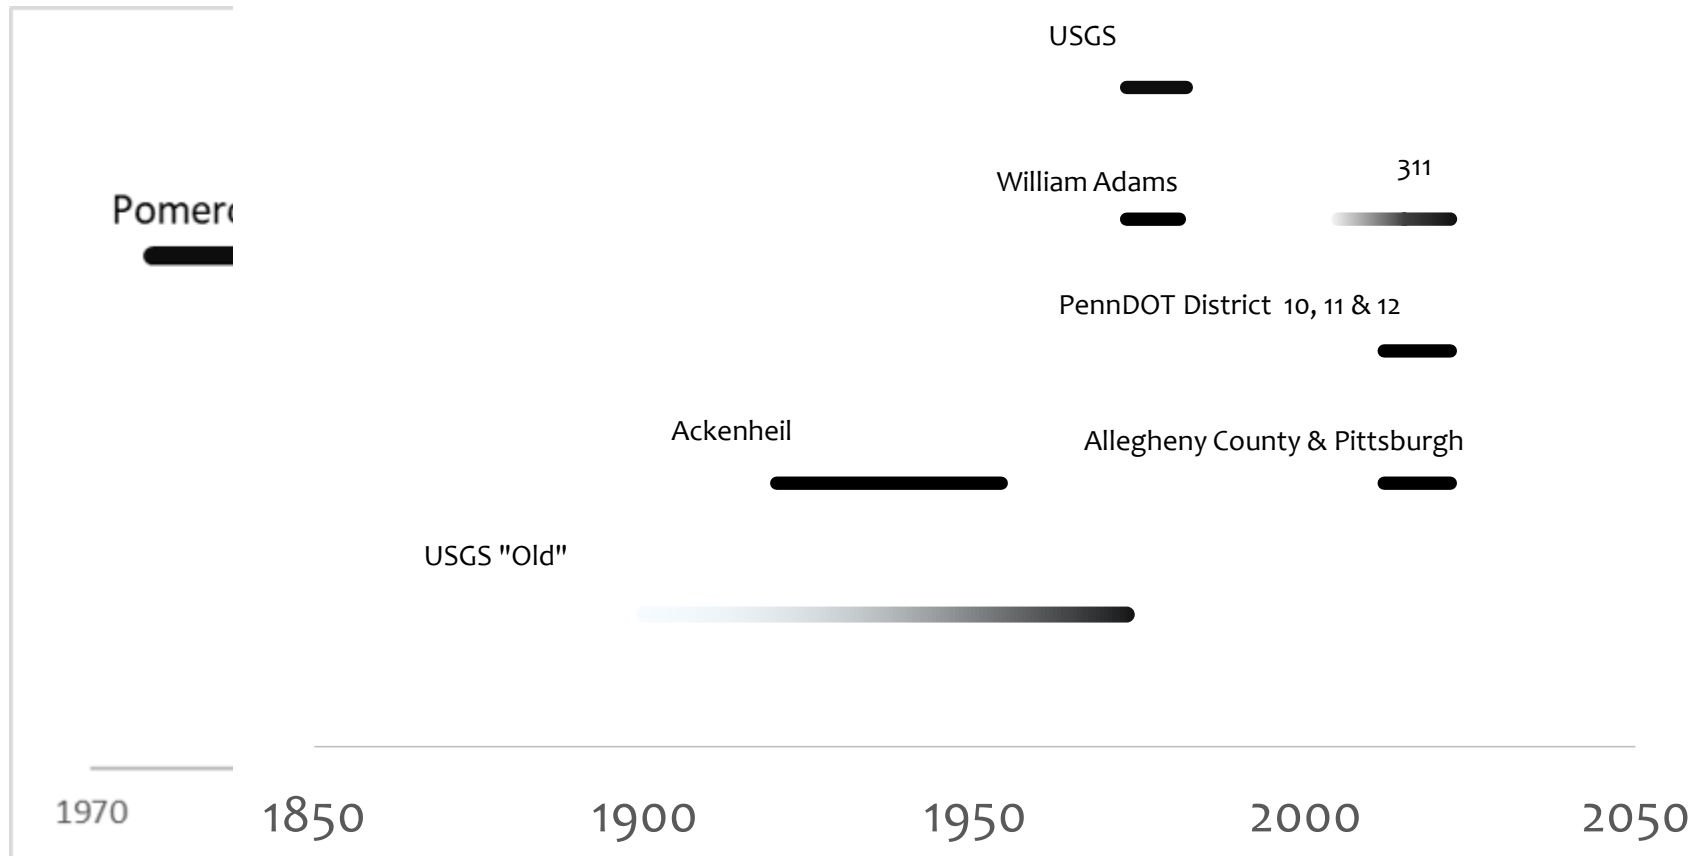 USGS
William Adams
311
PennDOT District 10, 11 & 12
Ackenheil
Allegheny County & Pittsburgh
USGS "Old"
1970
1850
1900
1950
2000
2050